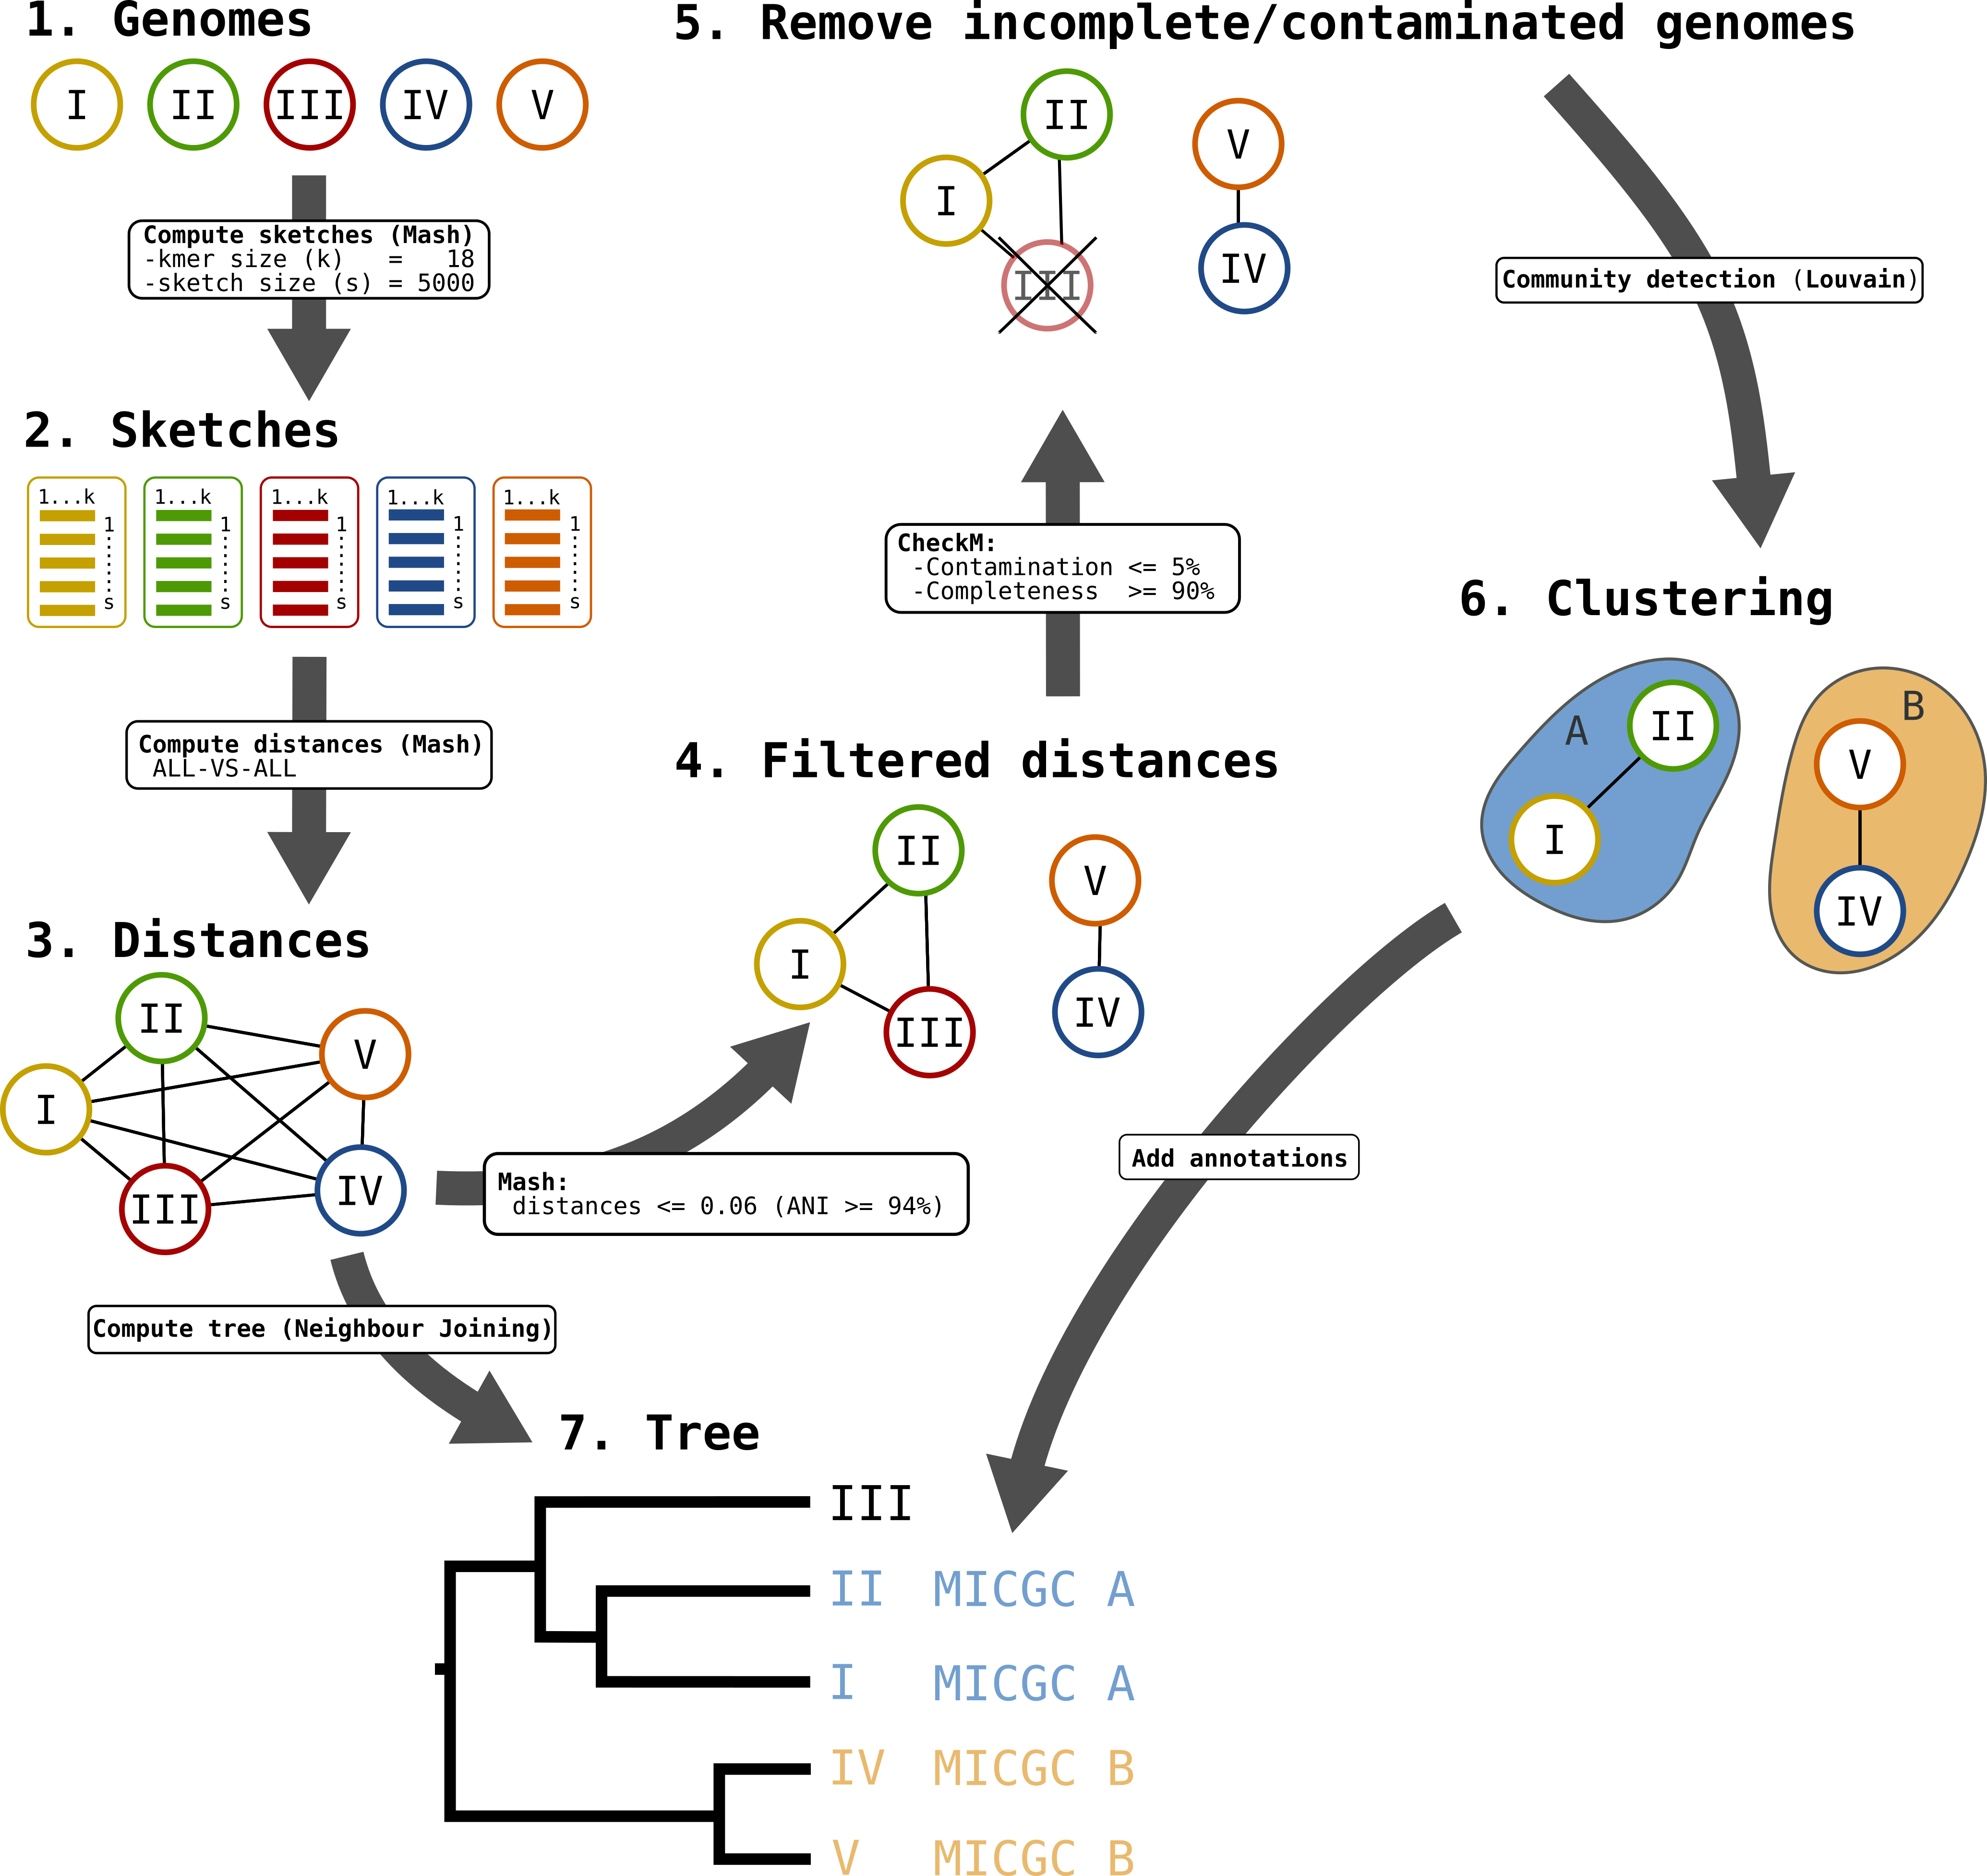 1. Genomes
I II III IV V
Compute sketches (Mash)
-kmer size (k) = 18
-sketch size (s) = 5000
2. Sketches
1...k 1...k 1...k 1...k 1...k
1 1 1 1 1
s s s s s
Compute distances (Mash)
ALL-VS-ALL
3. Distances
II
V
I
IV
III
Mash:
distances <= 0.06 (ANI >= 94%)
Compute tree (Neighbour Joining)
4. Filtered distances
II
V
I
IV
III
CheckM:
-Contamination <= 5%
-Completeness >= 90%
5. Remove incomplete/contaminated genomes
II
V
I
IV
III
Community detection (Louvain)
6. Clustering
A
II
I
B
V
IV
Add annotations
7. Tree
III
II MICGC A
I MICGC A
IV MICGC B
V MICGC B